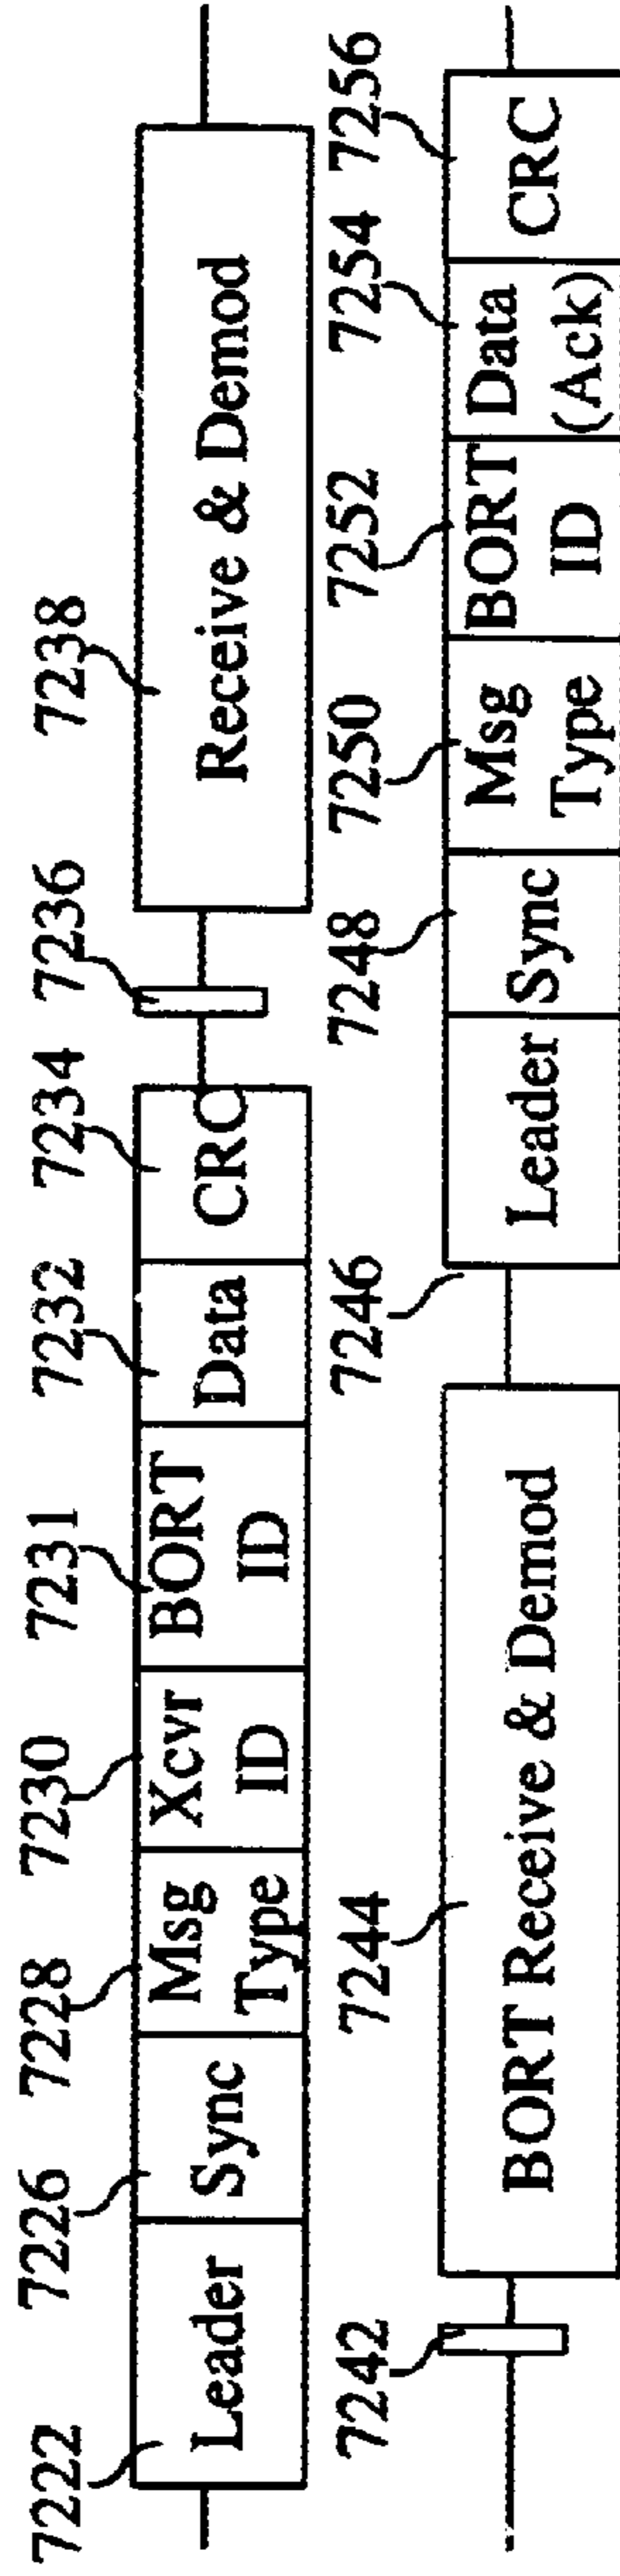 7222 7226 7228 7230 7231 7232 7234 7236 7238
Leader Sync Msg Type Xcvr ID BORT ID Data CRC Receive & Demod
7242 7244 7246 7248 7250 7252 7254 7256
BORT Receive & Demod Leader Sync Msg Type BORT ID Data (Ack) CRC